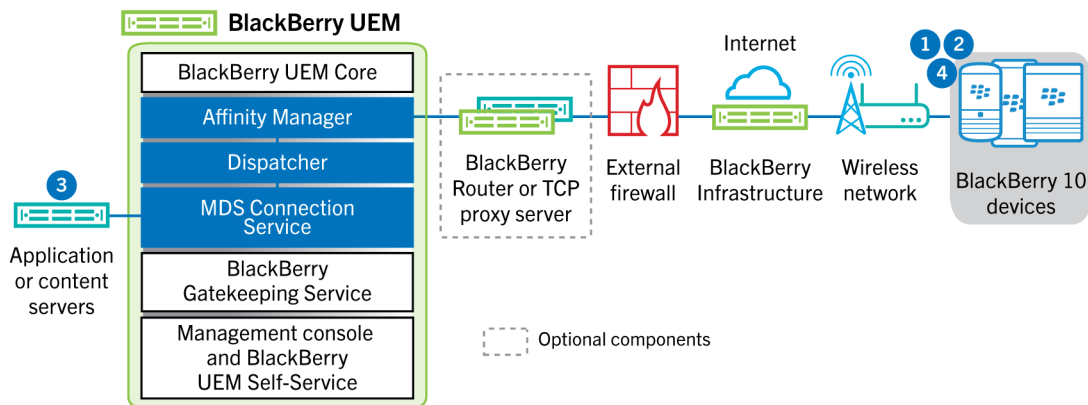 BlackBerry UEM
BlackBerry UEM Core
Affinity Manager
Dispatcher
MDS Connection
Service
BlackBerry
Gatekeeping Service
Management console
and BlackBerry
UEM Self-Service
3
Application
or content
servers
BlackBerry
Router or TCP
proxy server
External
firewall
Internet
BlackBerry
Infrastructure
Wireless
network
1 2
4
BlackBerry 10
devices
Optional components